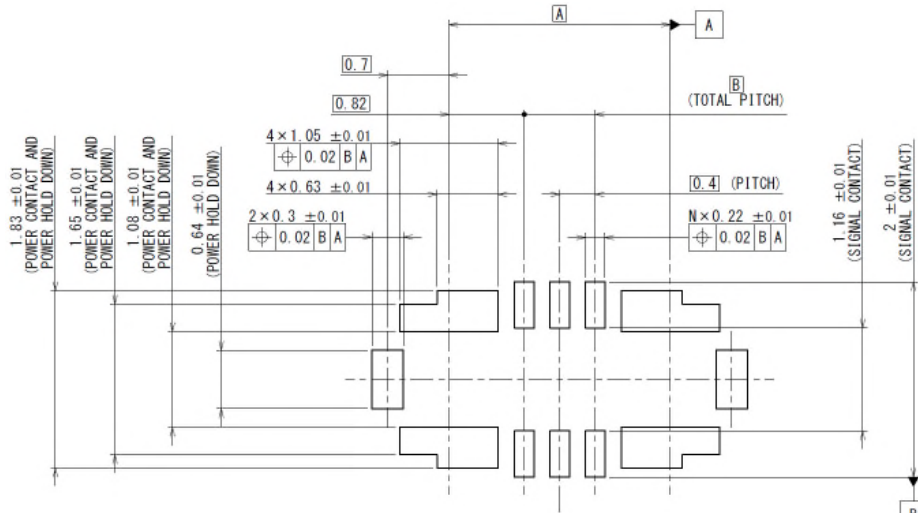 A
A
0.7
0.82
B
(TOTAL PITCH)
4×1.05 ±0.01
⌖ 0.02 B A
4×0.63 ±0.01
0.4 (PITCH)
2×0.3 ±0.01
⌖ 0.02 B A
N×0.22 ±0.01
⌖ 0.02 B A
1.83 ±0.01
(POWER CONTACT AND
POWER HOLD DOWN)
1.65 ±0.01
(POWER CONTACT AND
POWER HOLD DOWN)
1.08 ±0.01
(POWER CONTACT AND
POWER HOLD DOWN)
0.64 ±0.01
(POWER HOLD DOWN)
1.16 ±0.01
(SIGNAL CONTACT)
2 ±0.01
(SIGNAL CONTACT)